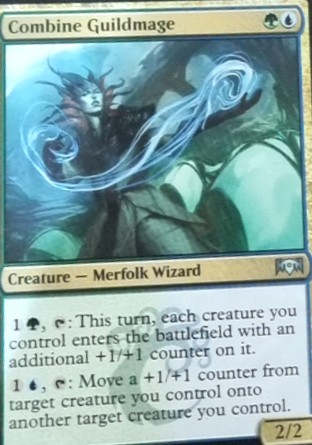 Combine Guildmage
Creature — Merfolk Wizard
1 , : This turn, each creature you
control enters the battlefield with an
additional +1/+1 counter on it.
1 , : Move a +1/+1 counter from
target creature you control onto
another target creature you control.
2/2